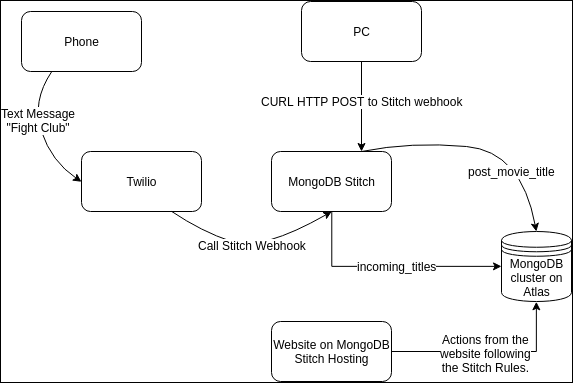 Phone
PC
CURL HTTP POST to Stitch webhook
Text Message
"Fight Club"
Twilio
MongoDB Stitch
post_movie_title
Call Stitch Webhook
incoming_titles
MongoDB
cluster on
Atlas
Website on MongoDB
Stitch Hosting
Actions from the
website following
the Stitch Rules.